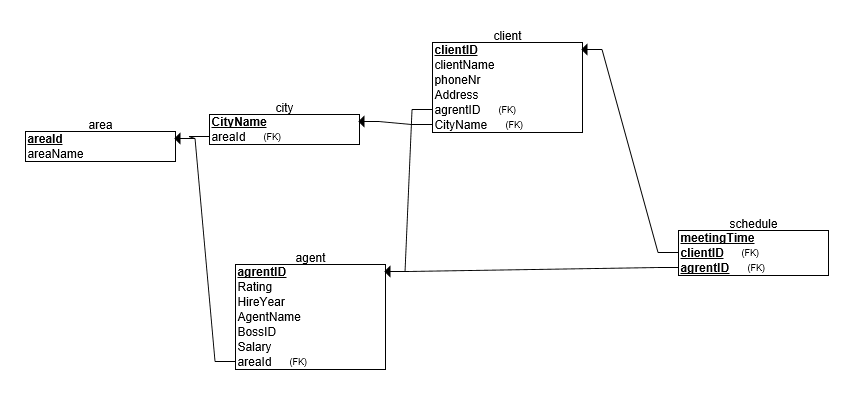 client
clientID
clientName
phoneNr
Address
agrentID (FK)
CityName (FK)
city
CityName
areaId (FK)
area
areaId
areaName
schedule
meetingTime
clientID (FK)
agrentID (FK)
agent
agrentID
Rating
HireYear
AgentName
BossID
Salary
areaId (FK)